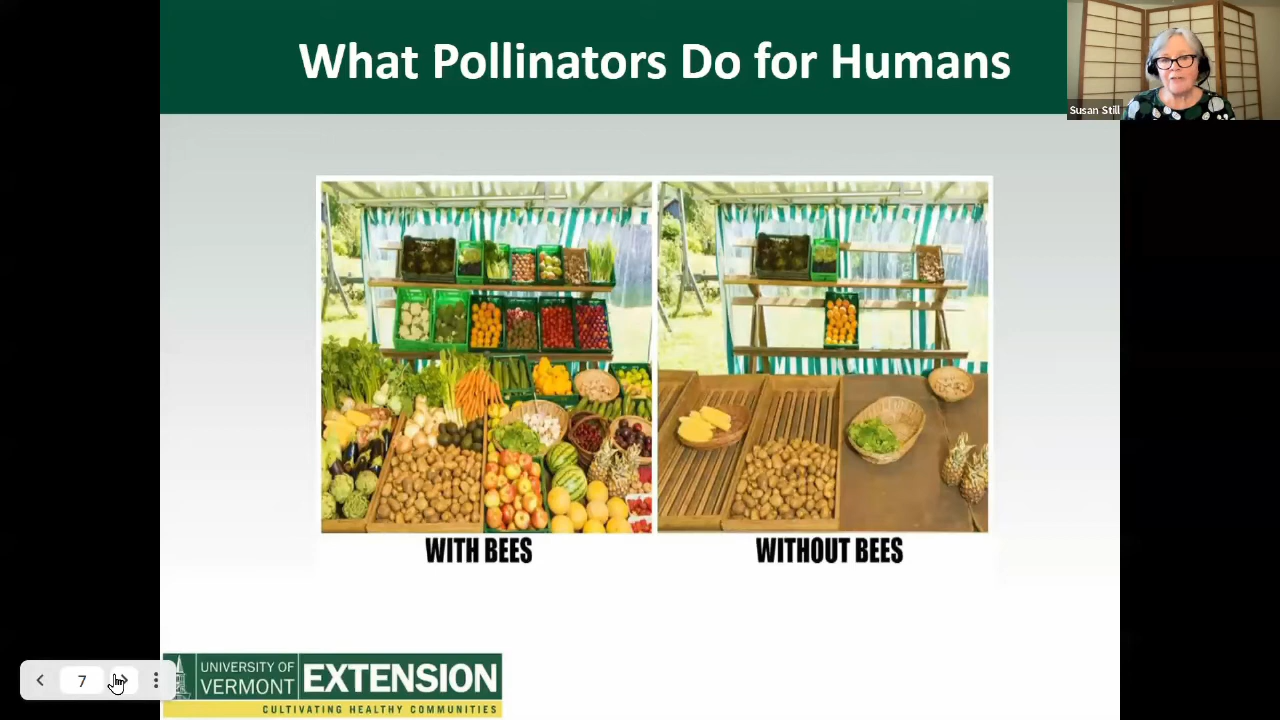 What Pollinators Do for Humans
Susan Still
WITH BEES
WITHOUT BEES
7
UNIVERSITY OF
VERMONT
EXTENSION
CULTIVATING HEALTHY COMMUNITIES